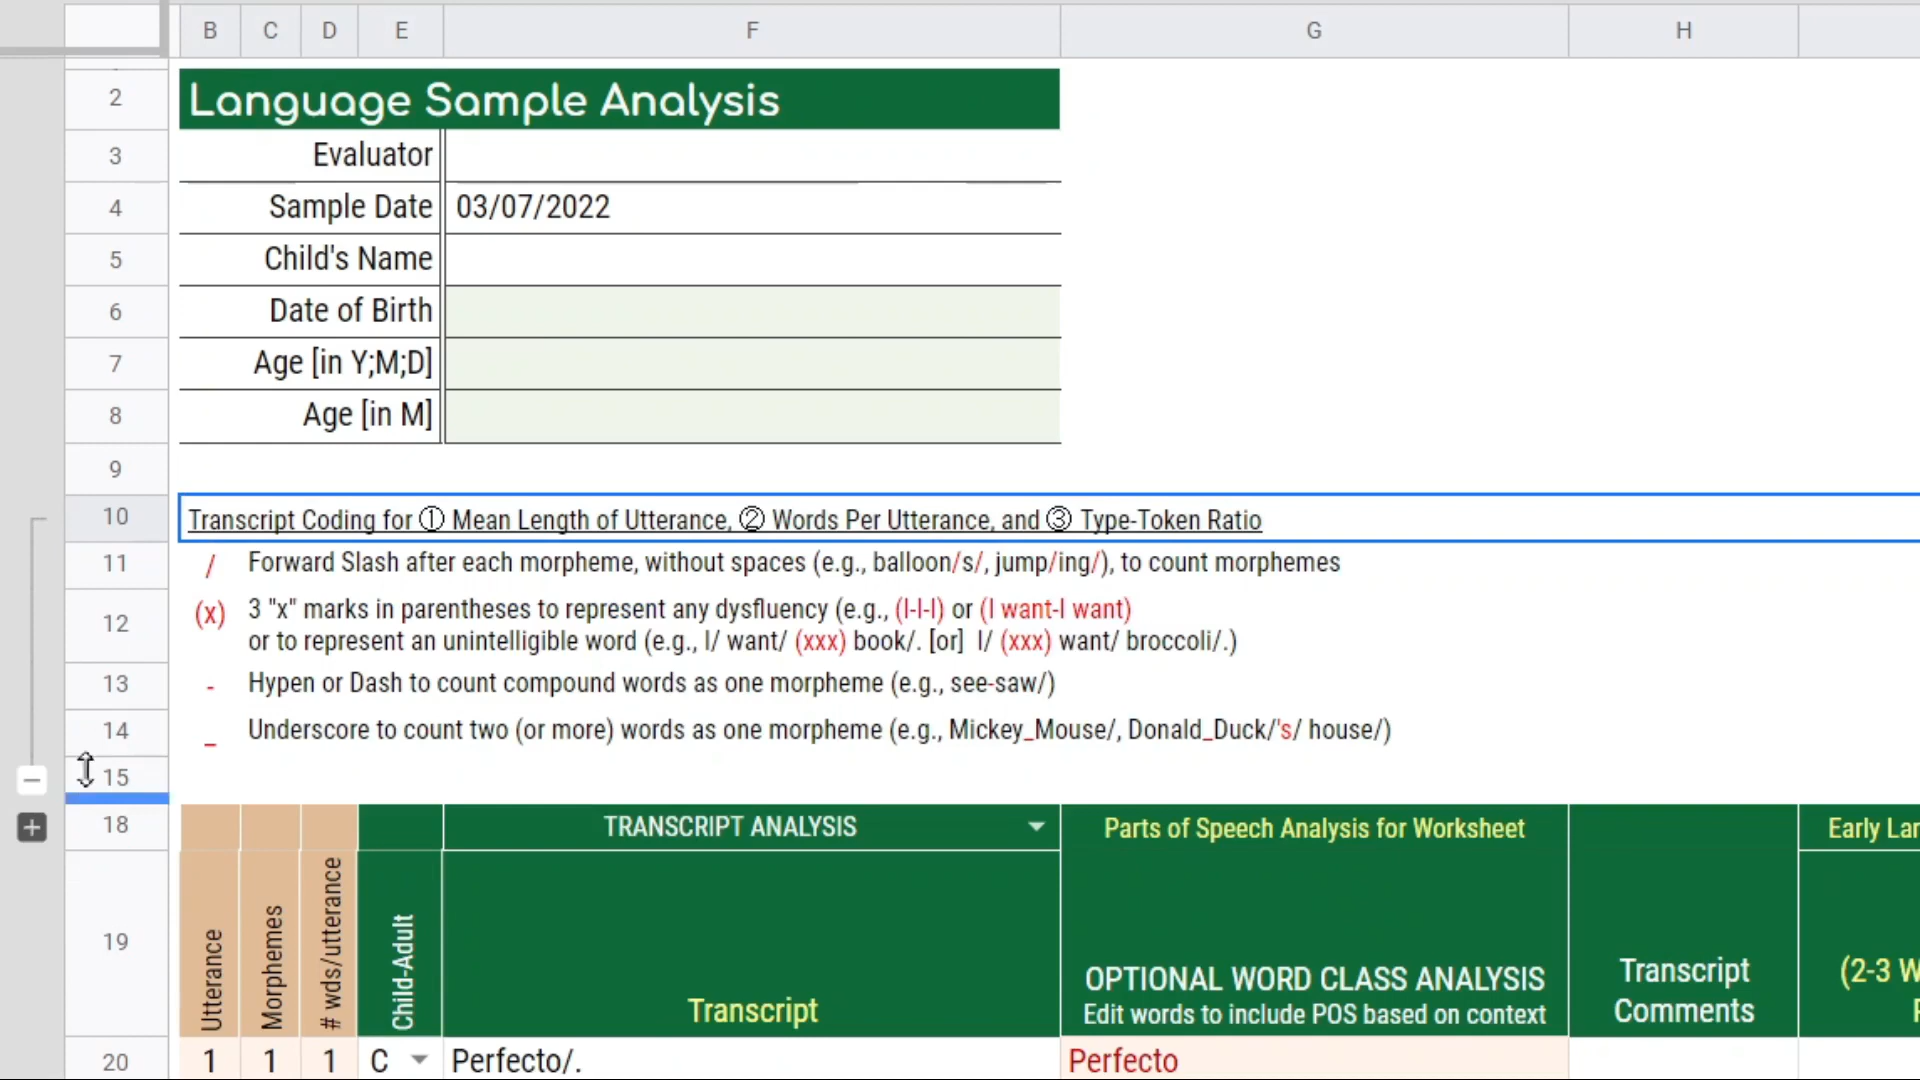 B C D E F G H
2 Language Sample Analysis
3 Evaluator
4 Sample Date 03/07/2022
5 Child's Name
6 Date of Birth
7 Age [in Y;M;D]
8 Age [in M]
9
10 Transcript Coding for ① Mean Length of Utterance, ② Words Per Utterance, and ③ Type-Token Ratio
11 / Forward Slash after each morpheme, without spaces (e.g., balloon/s/, jump/ing/), to count morphemes
12 (x) 3 "x" marks in parentheses to represent any dysfluency (e.g., (I-I-I) or (I want-I want)
or to represent an unintelligible word (e.g., I/ want/ (xxx) book/. [or] I/ (xxx) want/ broccoli/.)
13 - Hypen or Dash to count compound words as one morpheme (e.g., see-saw/)
14 _ Underscore to count two (or more) words as one morpheme (e.g., Mickey_Mouse/, Donald_Duck/'s/ house/)
15
18 TRANSCRIPT ANALYSIS Parts of Speech Analysis for Worksheet Early Lar
19 Utterance Morphemes # wds/utterance Child-Adult Transcript
OPTIONAL WORD CLASS ANALYSIS
Edit words to include POS based on context
Transcript
Comments
(2-3 W
20 1 1 1 C Perfecto/. Perfecto